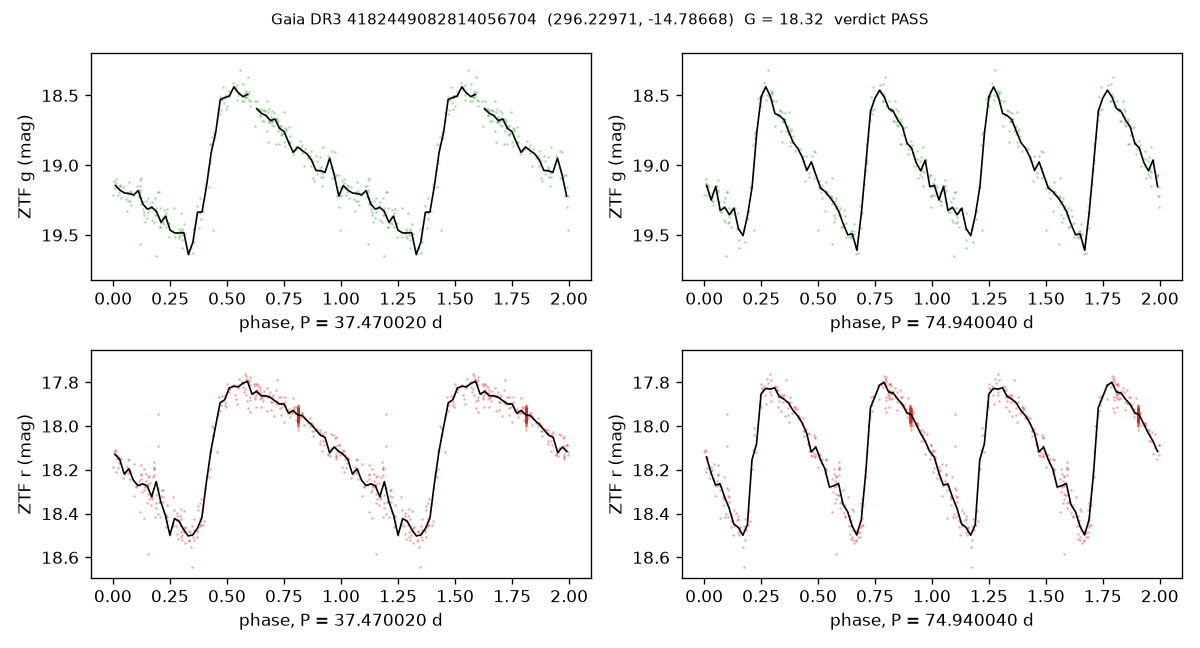 Gaia DR3 4182449082814056704 (296.22971, -14.78668) G = 18.32 verdict PASS
ZTF g (mag)
18.5
19.0
19.5
0.00 0.25 0.50 0.75 1.00 1.25 1.50 1.75 2.00
phase, P = 37.470020 d
ZTF g (mag)
18.5
19.0
19.5
0.00 0.25 0.50 0.75 1.00 1.25 1.50 1.75 2.00
phase, P = 74.940040 d
ZTF r (mag)
17.8
18.0
18.2
18.4
18.6
0.00 0.25 0.50 0.75 1.00 1.25 1.50 1.75 2.00
phase, P = 37.470020 d
ZTF r (mag)
17.8
18.0
18.2
18.4
18.6
0.00 0.25 0.50 0.75 1.00 1.25 1.50 1.75 2.00
phase, P = 74.940040 d